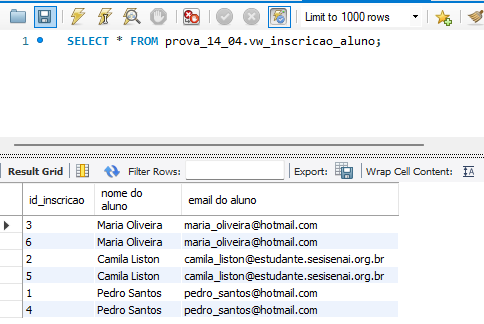 Limit to 1000 rows
1 SELECT * FROM prova_14_04.vw_inscricao_aluno;
Result Grid Filter Rows: Export: Wrap Cell Content: IA
id_inscricao nome do aluno email do aluno
3 Maria Oliveira maria_oliveira@hotmail.com
6 Maria Oliveira maria_oliveira@hotmail.com
2 Camila Liston camila_liston@estudante.sesisenai.org.br
5 Camila Liston camila_liston@estudante.sesisenai.org.br
1 Pedro Santos pedro_santos@hotmail.com
4 Pedro Santos pedro_santos@hotmail.com